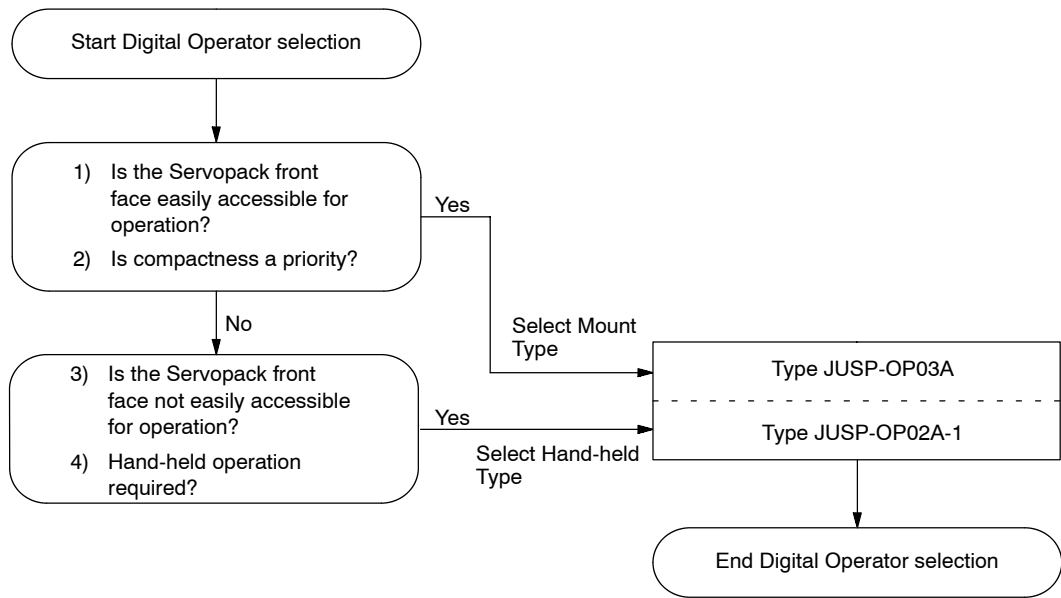 Start Digital Operator selection
1) Is the Servopack front
face easily accessible for
operation?
2) Is compactness a priority?
Yes
No
Select Mount
Type
3) Is the Servopack front
face not easily accessible
for operation?
4) Hand-held operation
required?
Yes
Select Hand-held
Type
Type JUSP-OP03A
Type JUSP-OP02A-1
End Digital Operator selection